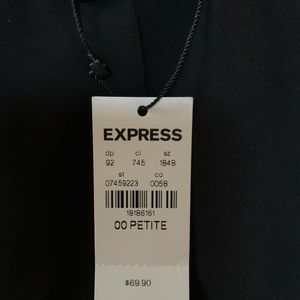 EXPRESS
dp cl sz
92 745 1848
st co
07459223 0058
18186161
00 PETITE
$69.90